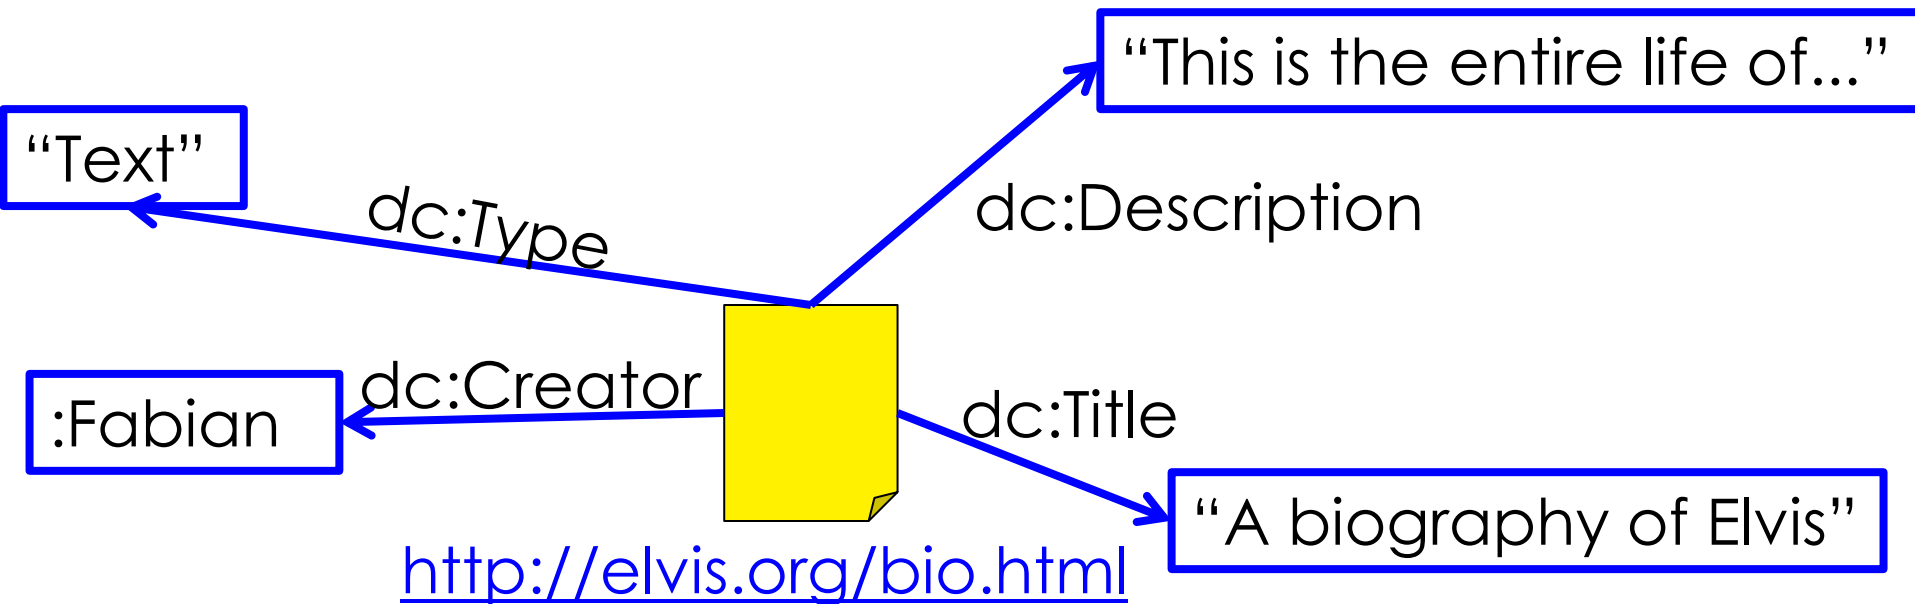 “This is the entire life of...”
“Text”
dc:Type
dc:Description
dc:Creator
:Fabian
dc:Title
“A biography of Elvis”
http://elvis.org/bio.html